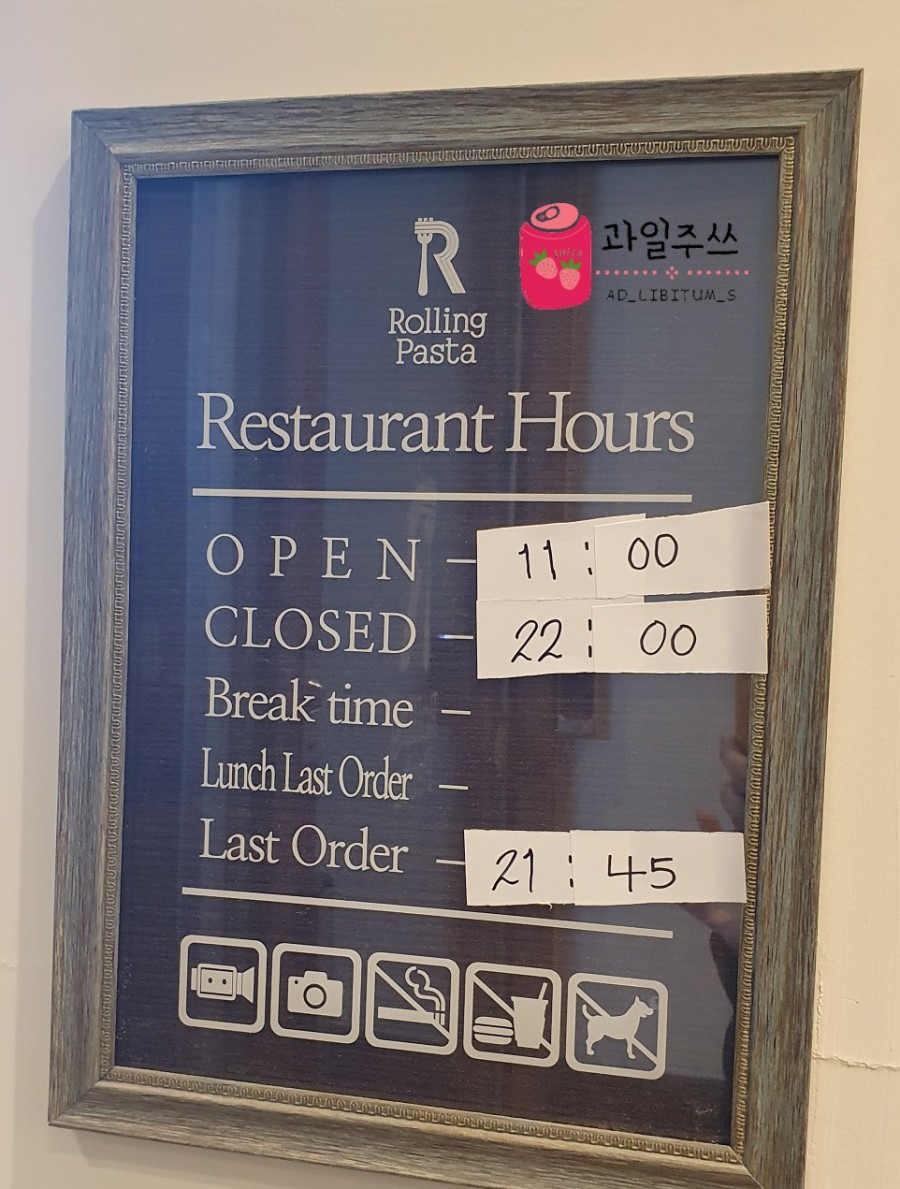 과일주쓰
AD_LIBITUM_S
Rolling
Pasta
Restaurant Hours
OPEN — 11 : 00
CLOSED — 22 : 00
Break time —
Lunch Last Order —
Last Order — 21 : 45